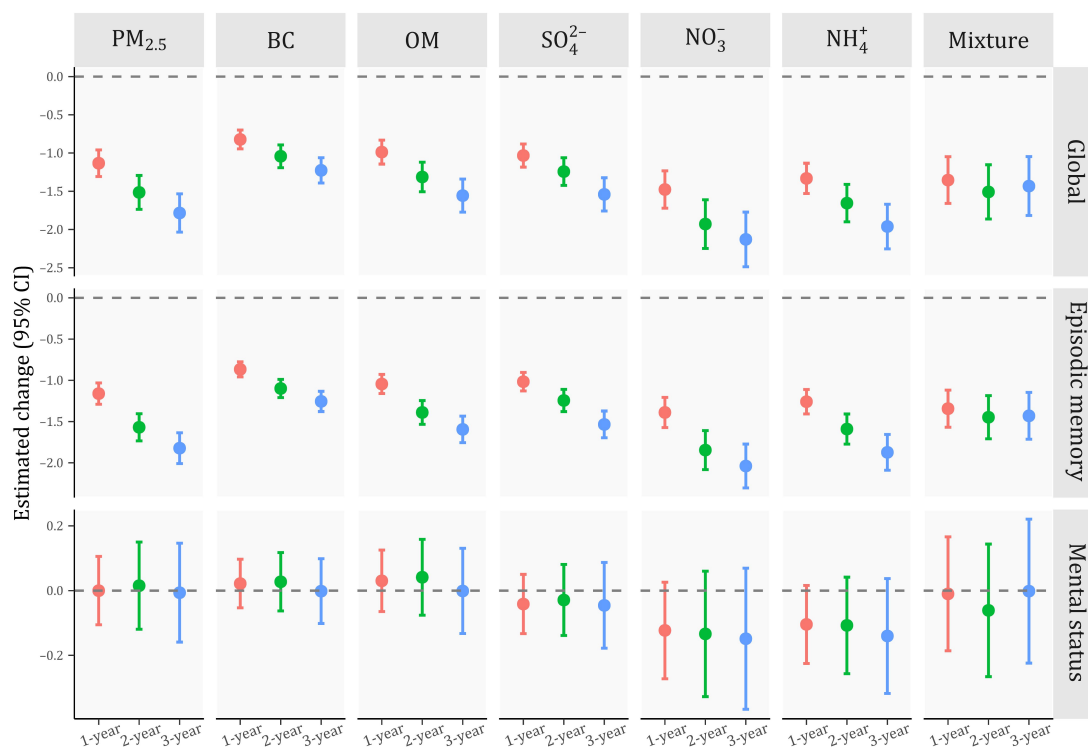 PM₂.₅ BC OM SO₄²⁻ NO₃⁻ NH₄⁺ Mixture
Estimated change (95% CI)
0.0
−0.5
−1.0
−1.5
−2.0
−2.5
Global
0.0
−0.5
−1.0
−1.5
−2.0
Episodic memory
0.2
0.0
−0.2
Mental status
1-year 2-year 3-year 1-year 2-year 3-year 1-year 2-year 3-year 1-year 2-year 3-year 1-year 2-year 3-year 1-year 2-year 3-year 1-year 2-year 3-year